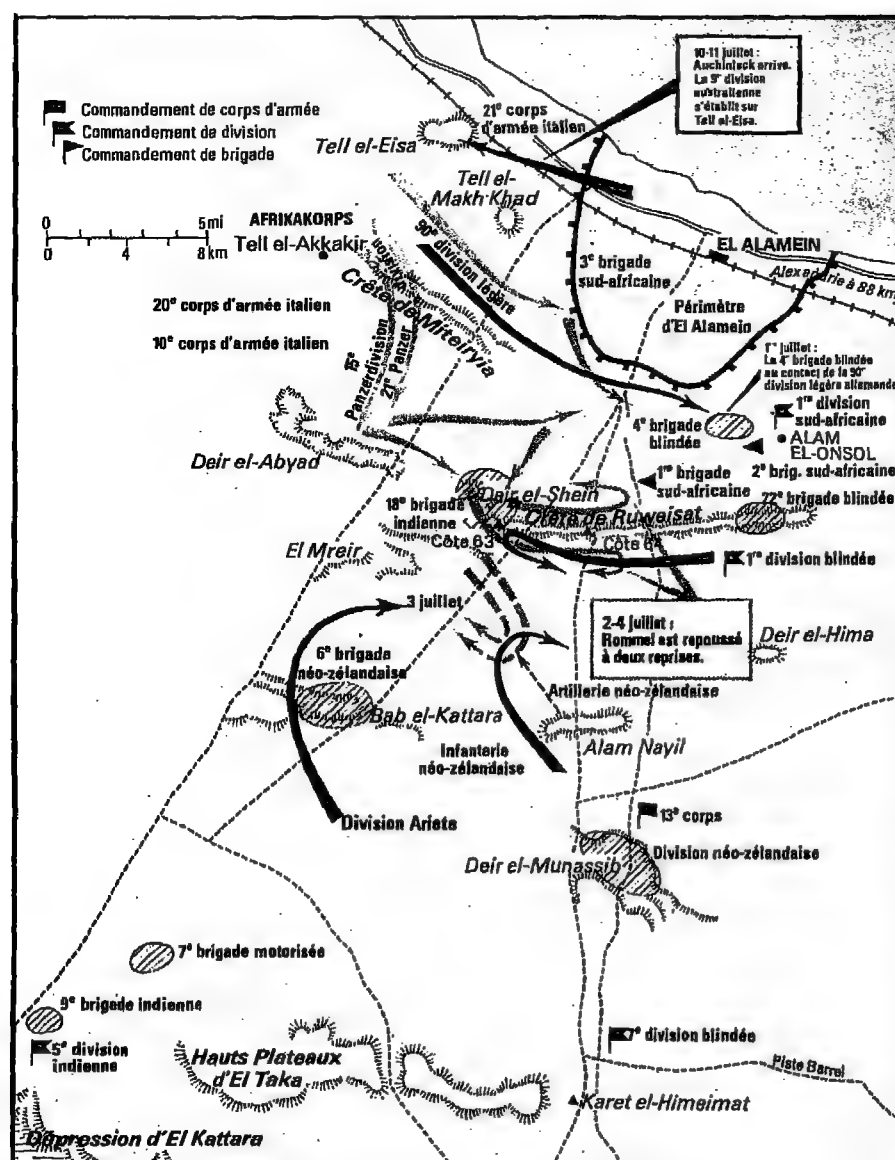 10-11 juillet :
Auchinleck arrive.
La 9e division
australienne
s'établit sur
Tell el-Eisa.
Commandement de corps d'armée
Commandement de division
Commandement de brigade
21e corps
d'armée italien
Tell el-Eisa
Tell el-
Makh Khad
0 5mi
0 8 km
AFRIKAKORPS
Tell el-Akkakir
90e division légère
3e brigade
sud-africaine
EL ALAMEIN
Alexandrie à 88 km
Périmètre
d'El Alamein
20e corps d'armée italien
10e corps d'armée italien
Crête de Miteiryia
15e
Panzerdivision
21e Panzer
1er juillet :
La 4e brigade blindée
au contact de la 90e
division légère allemande
1re division
sud-africaine
4e brigade
blindée
ALAM
EL-ONSOL
Deir el-Abyad
1re brigade
sud-africaine
2e brig. sud-africaine
Deir el-Shein
22e brigade blindée
18e brigade
indienne
Crête de Ruweisat
Côte 63
Côte 64
El Mreir
1re division blindée
3 juillet
2-4 juillet :
Rommel est repoussé
à deux reprises.
Deir el-Hima
6e brigade
néo-zélandaise
Artillerie néo-zélandaise
Bab el-Kattara
Infanterie
néo-zélandaise
Alam Nayil
Division Ariete
13e corps
Division néo-zélandaise
Deir el-Munassib
7e brigade motorisée
9e brigade indienne
5e division
indienne
7e division blindée
Hauts Plateaux
d'El Taka
Piste Barrel
Karet el-Himeimat
Dépression d'El Kattara